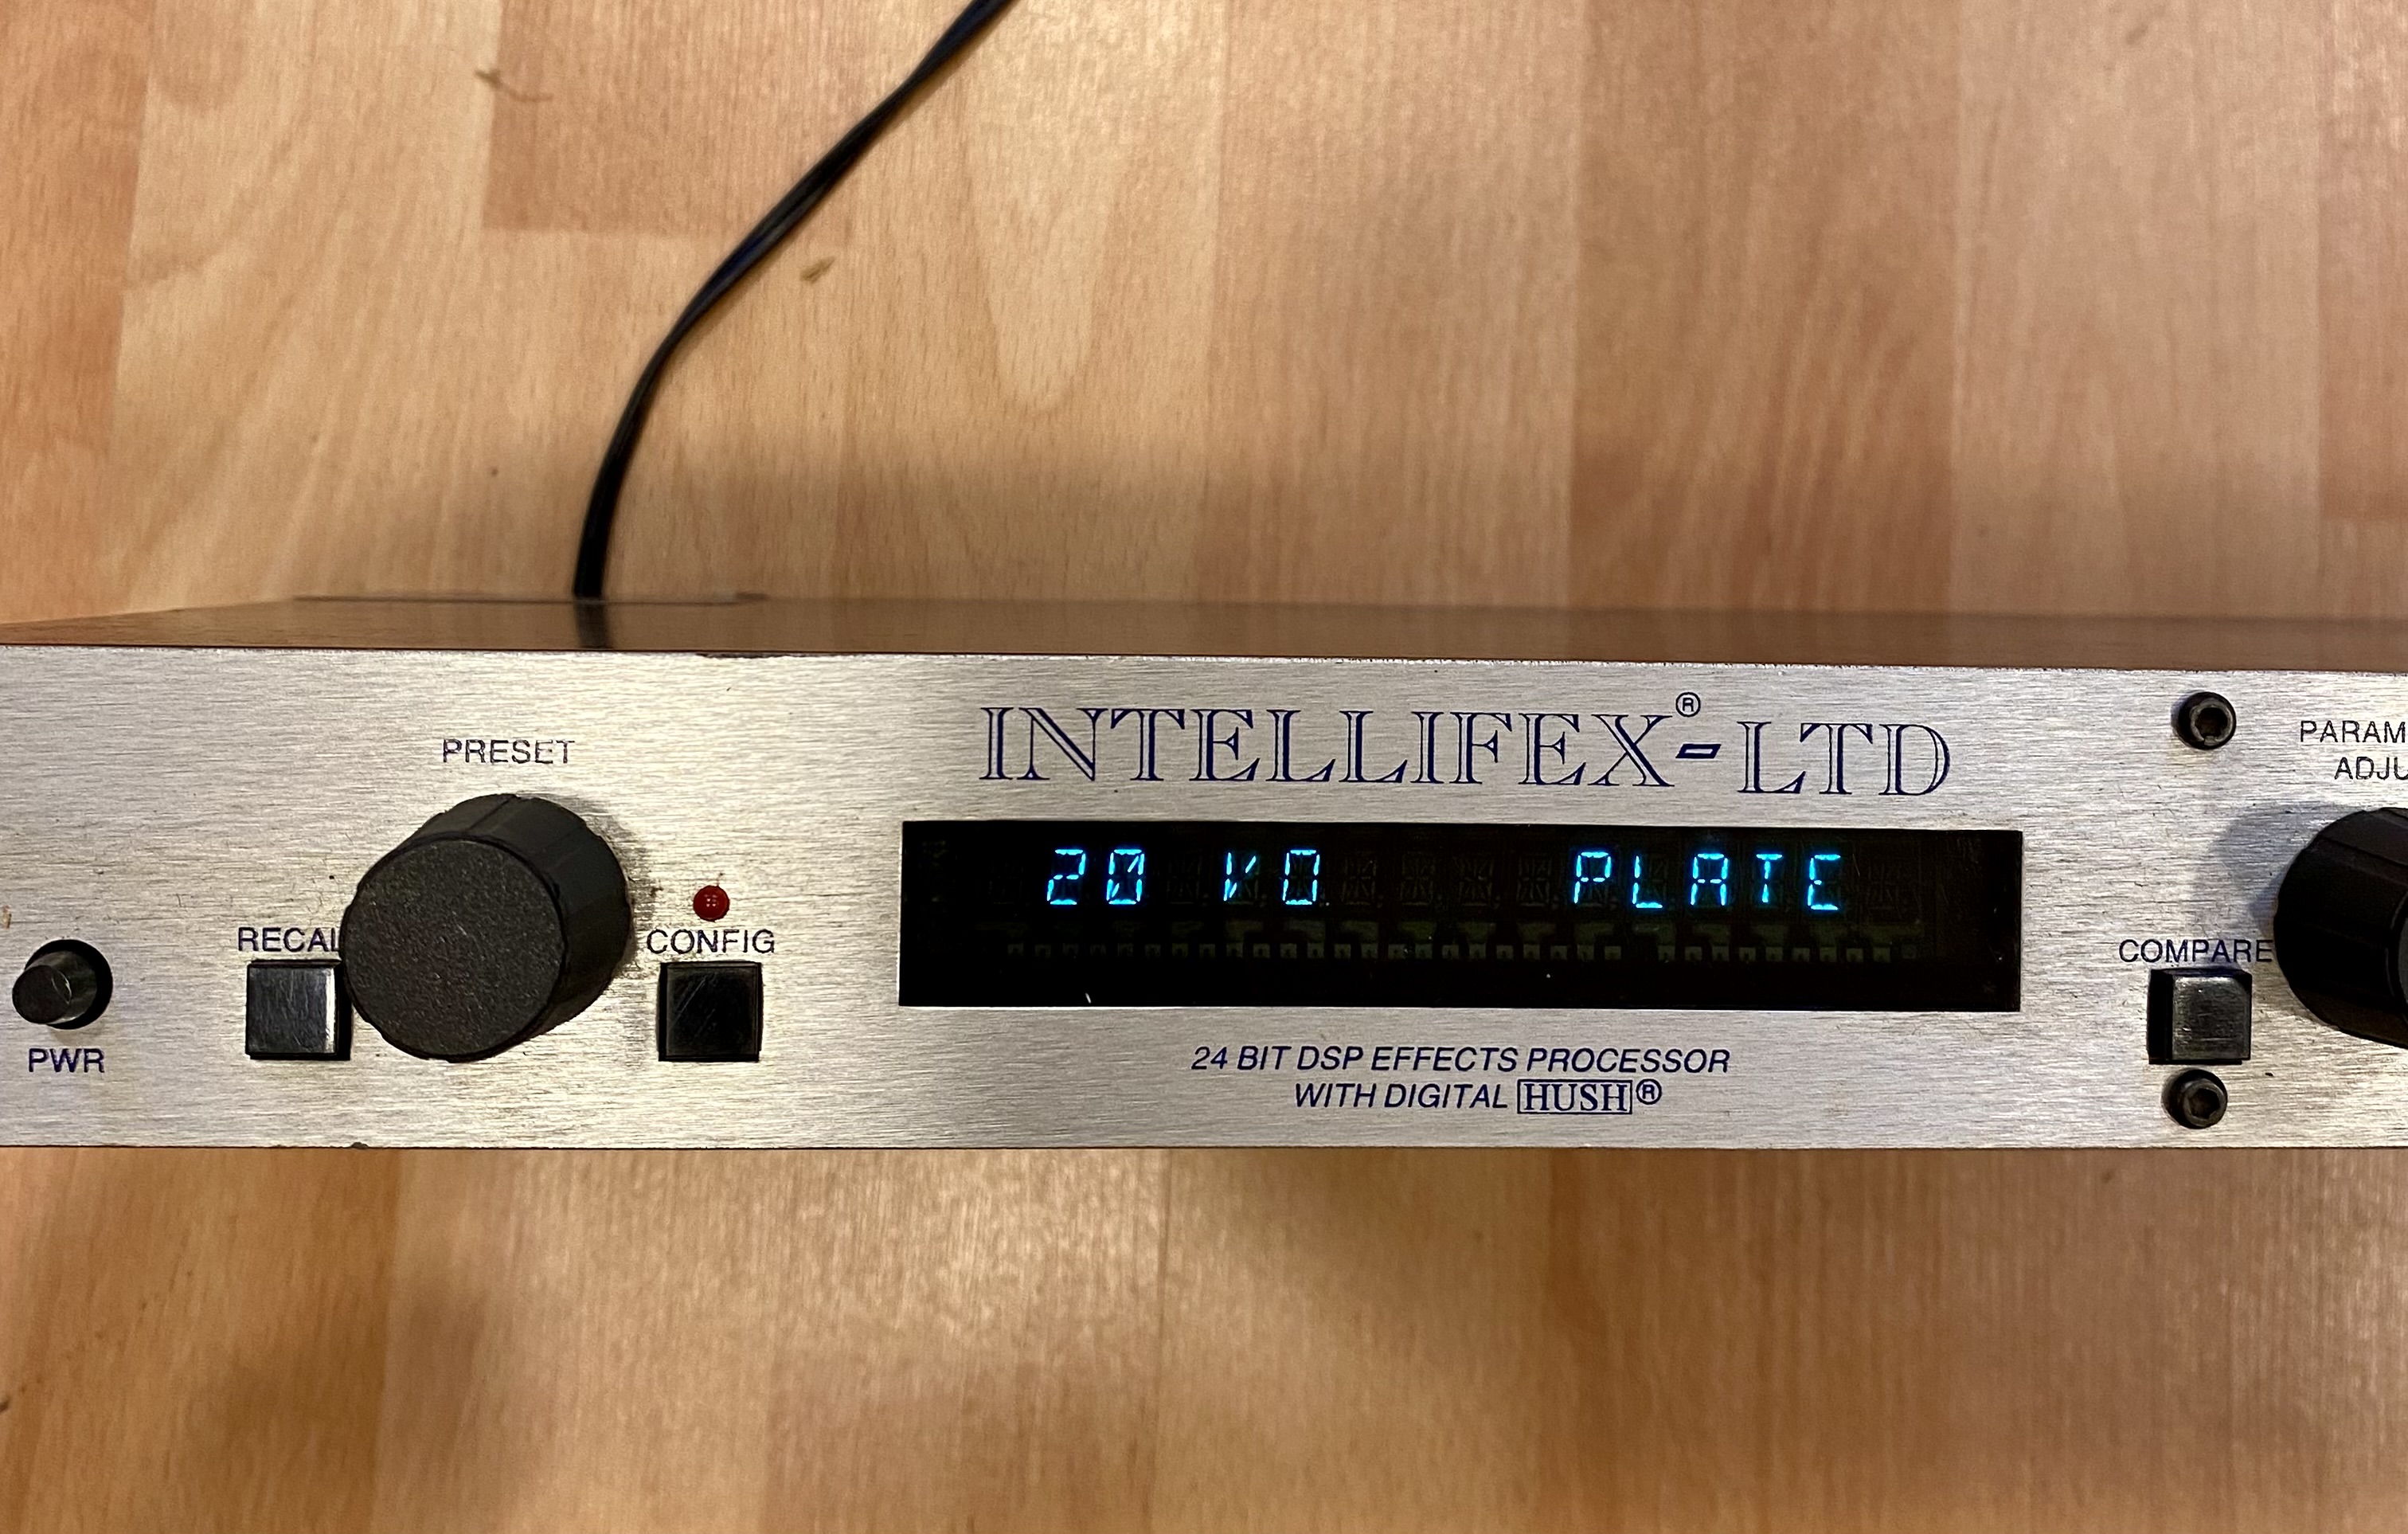 INTELLIFEX®-LTD
PRESET
PARAM
ADJU
20 VO PLATE
RECAL
CONFIG
COMPARE
PWR
24 BIT DSP EFFECTS PROCESSOR
WITH DIGITAL HUSH®